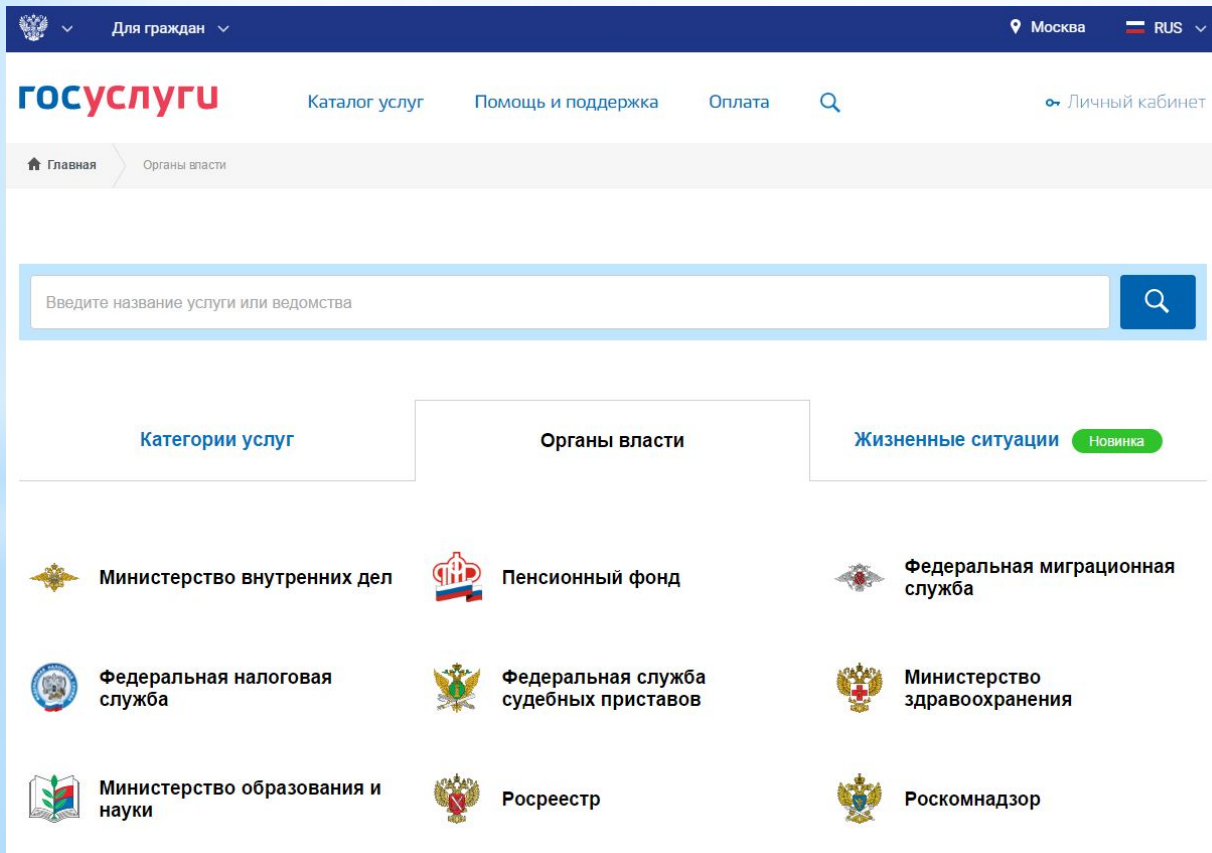 Для граждан
Москва
RUS
госуслуги
Каталог услуг
Помощь и поддержка
Оплата
Личный кабинет
Главная
Органы власти
Введите название услуги или ведомства
Категории услуг
Органы власти
Жизненные ситуации
Новинка
Министерство внутренних дел
Пенсионный фонд
Федеральная миграционная
служба
Федеральная налоговая
служба
Федеральная служба
судебных приставов
Министерство
здравоохранения
Министерство образования и
науки
Росреестр
Роскомнадзор